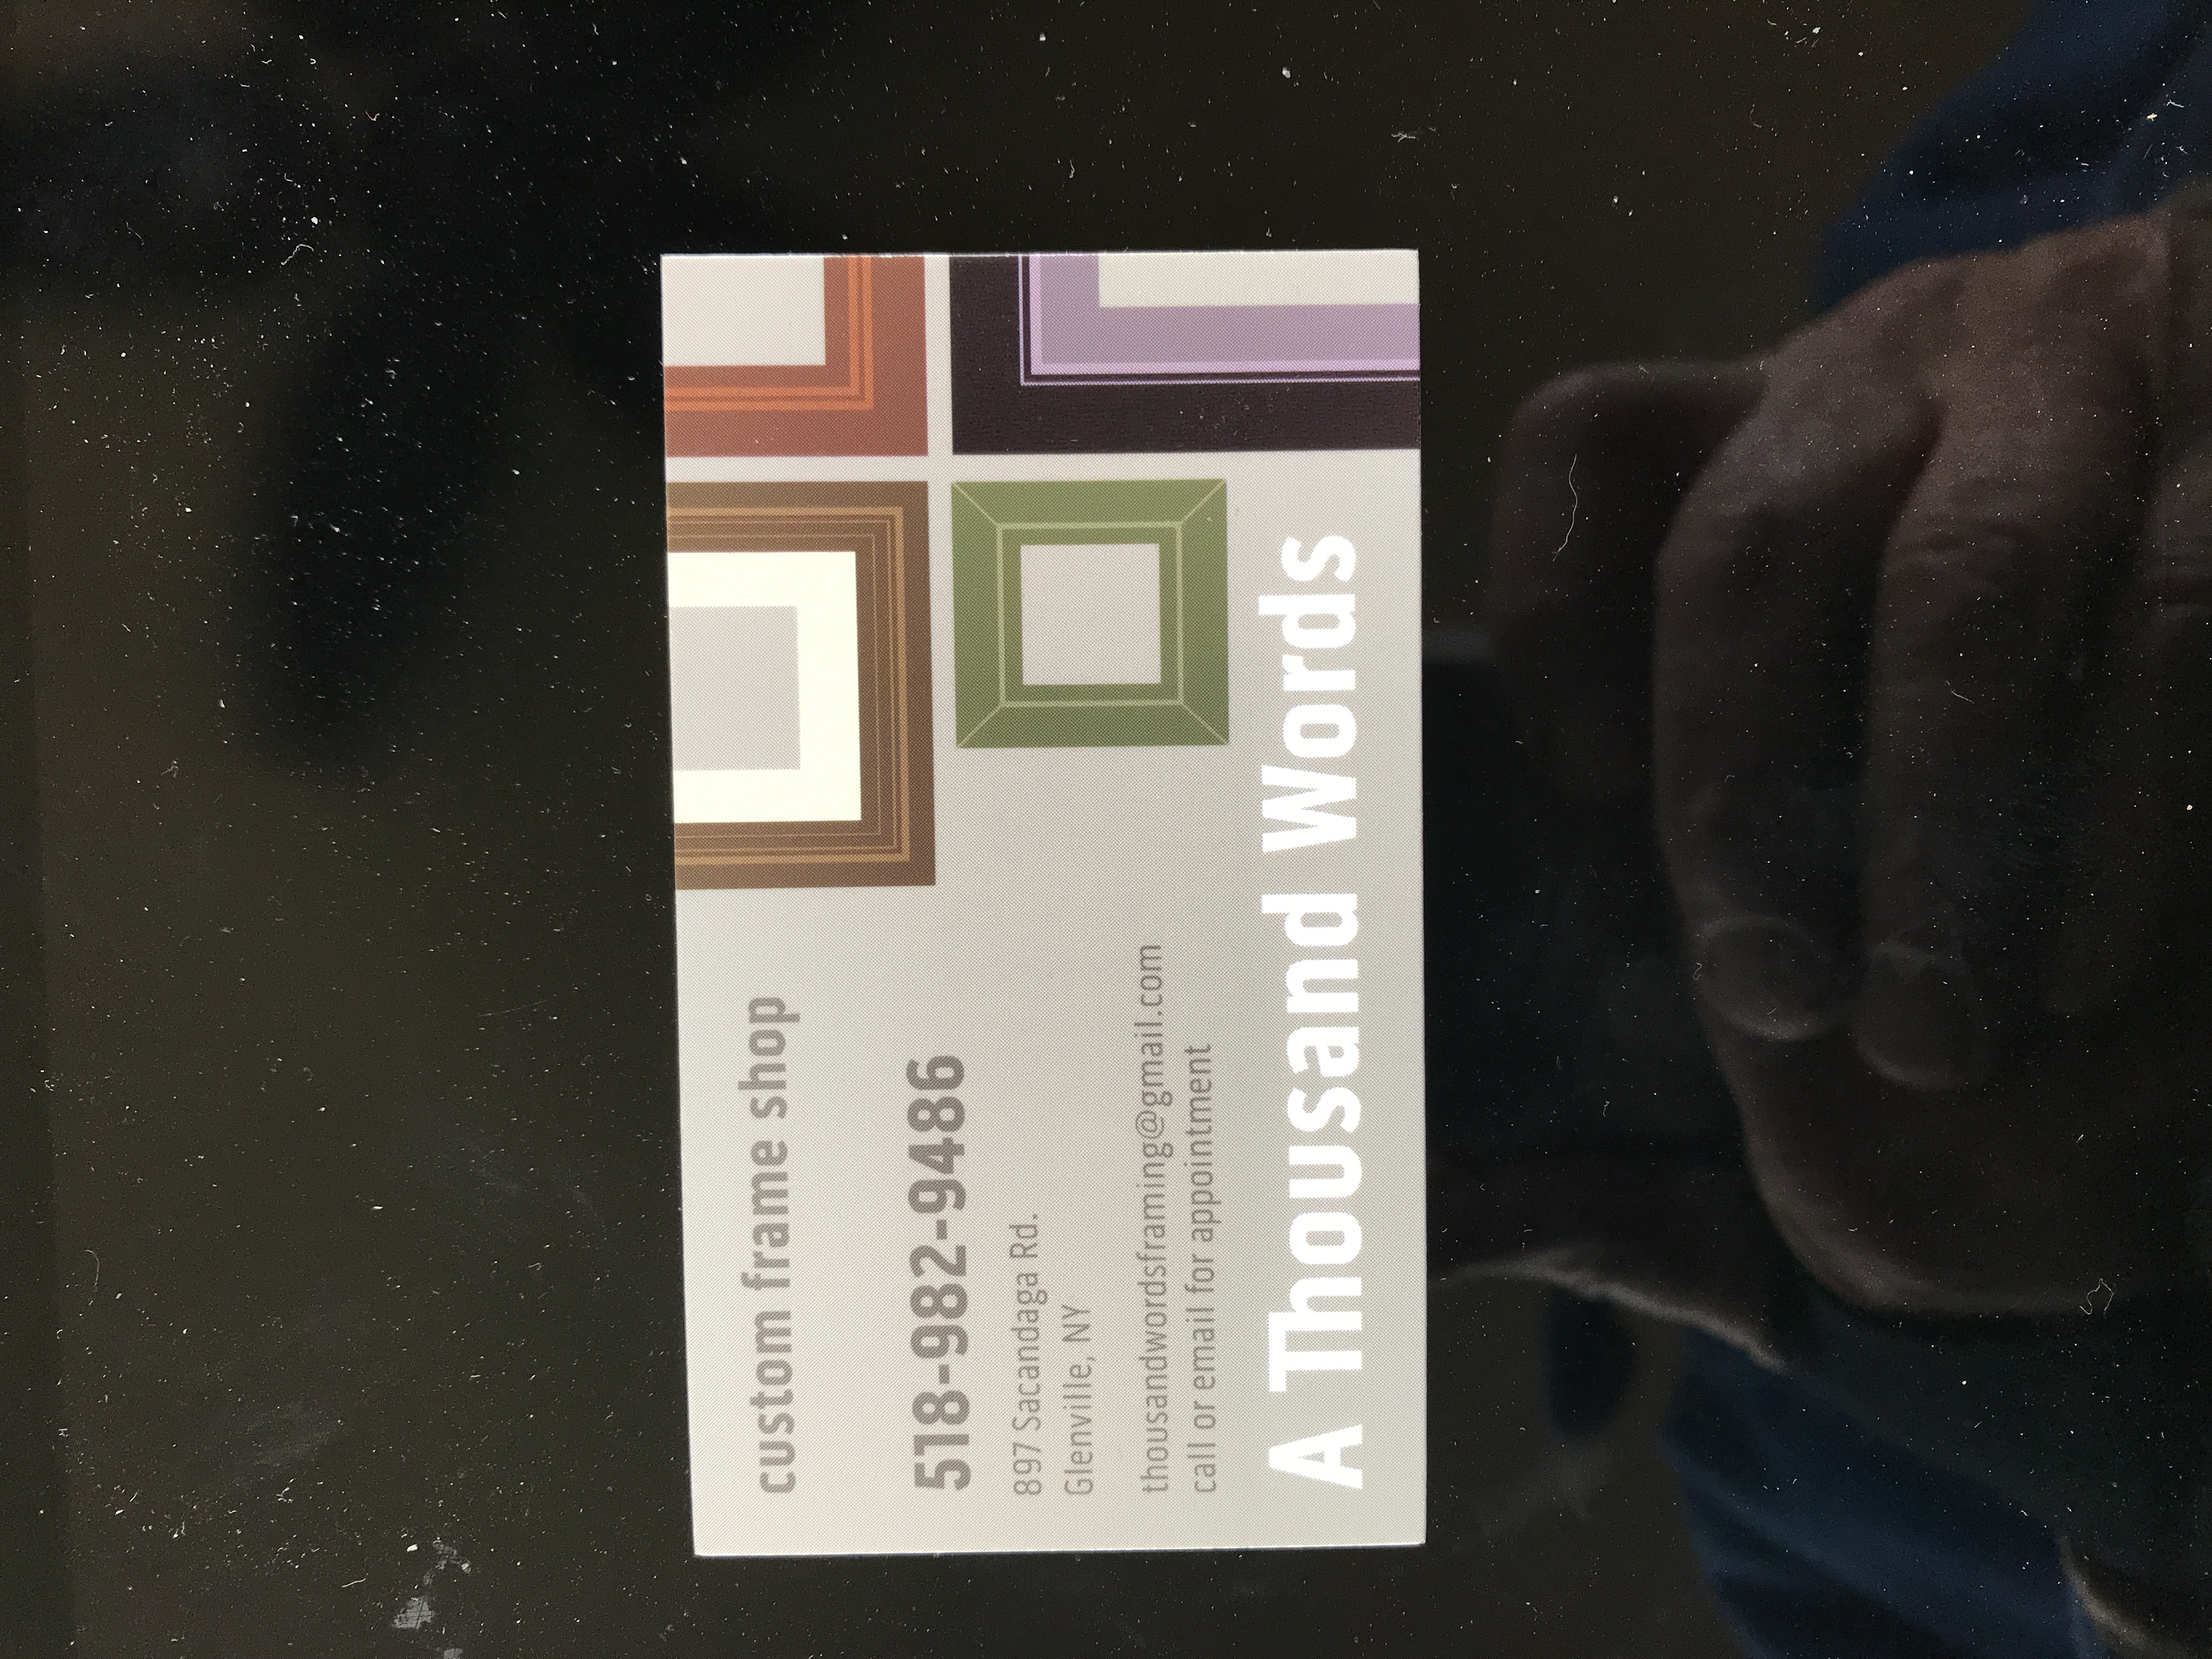 custom frame shop
518-982-9486
897 Sacandaga Rd.
Glenville, NY
thousandwordsframing@gmail.com
call or email for appointment
A Thousand Words